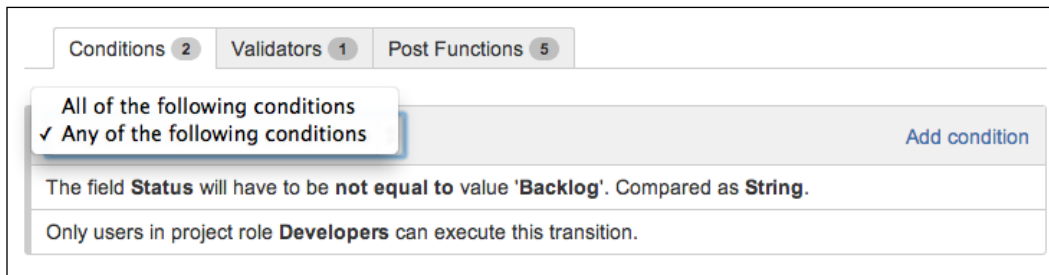 Conditions 2 Validators 1 Post Functions 5
All of the following conditions
✓ Any of the following conditions
Add condition
The field Status will have to be not equal to value 'Backlog'. Compared as String.
Only users in project role Developers can execute this transition.